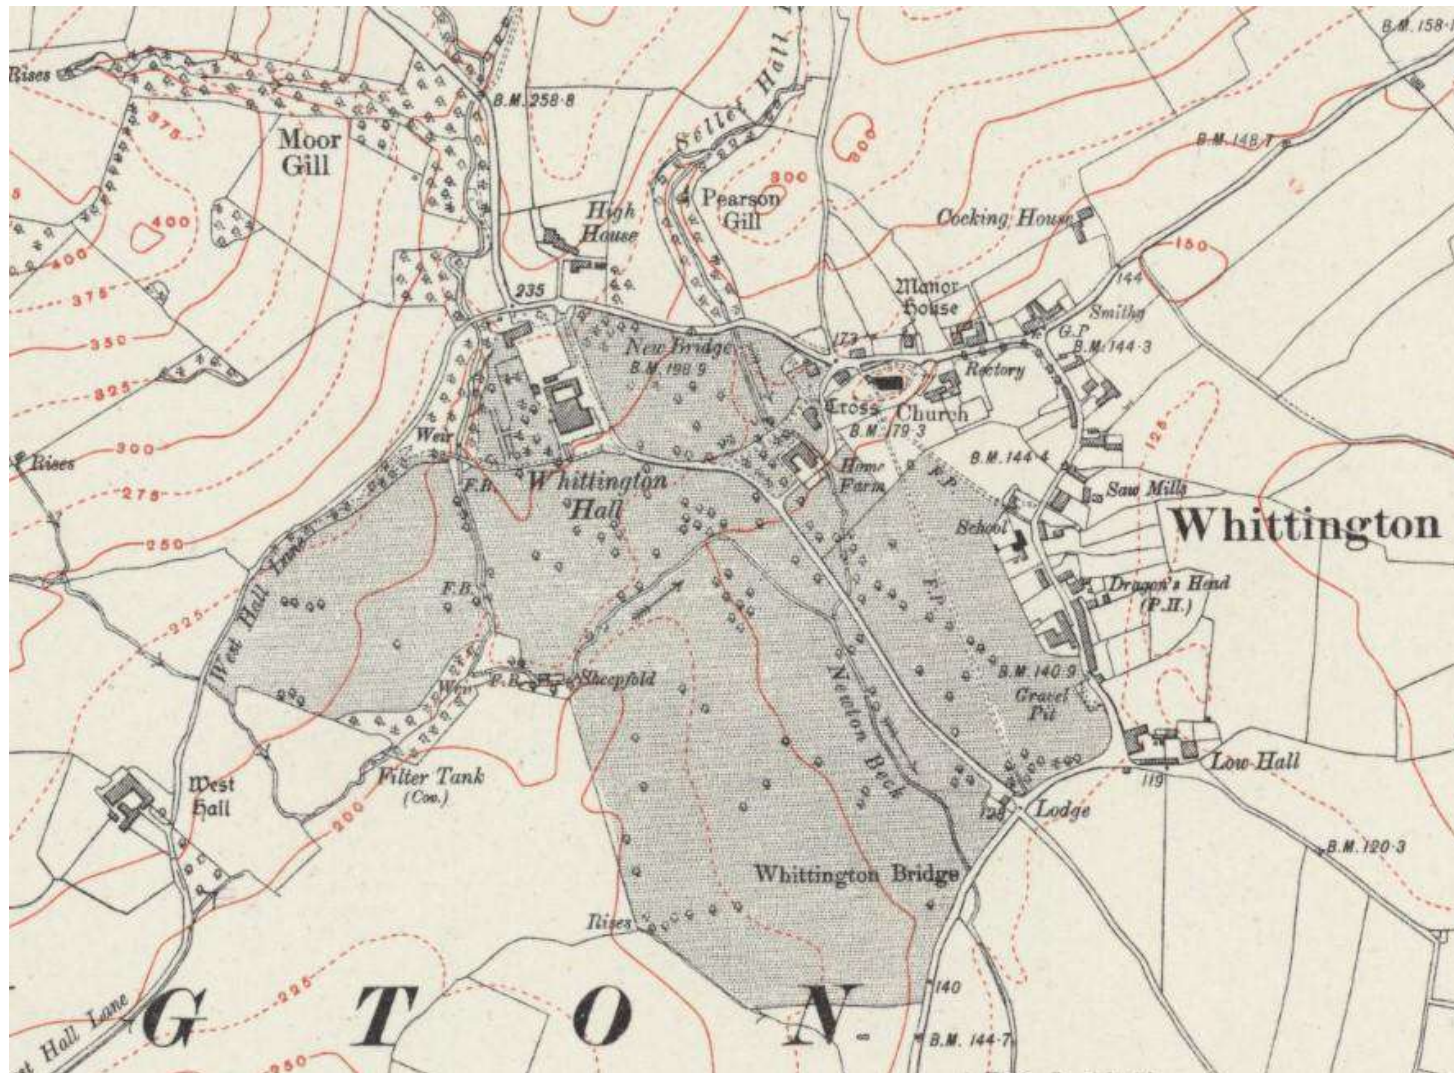 B.M. 158·1
Rises
B.M. 258·8
Sellet Hall
375
Moor
Gill
300
B.M. 148·7
300
Pearson
Gill
High
House
Cocking House
400
400
150
375
235
Manor
House
144
Smithy
G.P
350
New Bridge
B.M. 198·9
173
B.M. 144·3
Rectory
325
Cross
Church
B.M. 179·3
125
Weir
300
Rises
Home
Farm
B.M. 144·4
F.P.
Whittington
Hall
F.B.
275
Saw Mills
School
Whittington
250
West Hall Lane
F.B.
Dragon's Head
(P.H.)
F.P.
225
Weir
F.B.
Sheepfold
B.M. 140·9
Gravel
Pit
Newton Beck
Low Hall
Filter Tank
(Cov.)
West
Hall
119
200
Lodge
B.M. 120·3
Whittington Bridge
Rises
225
140
G T O N
Hall Lane
B.M. 144·7
250